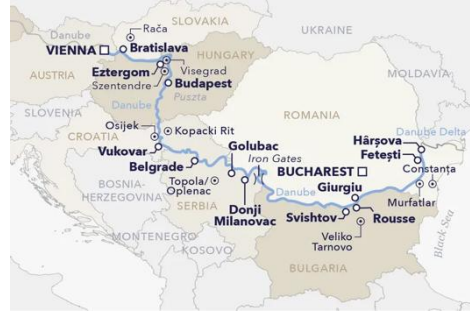 SLOVAKIA
UKRAINE
Danube
Rača
VIENNA
Bratislava
HUNGARY
Eztergom
Visegrad
Szentendre
Budapest
AUSTRIA
MOLDAVIA
Danube
Puszta
SLOVENIA
ROMANIA
Osijek
Kopacki Rit
CROATIA
Hârșova
Danube Delta
Vukovar
Golubac
Fetești
Belgrade
Iron Gates
BUCHAREST
Constanța
BOSNIA-
HERZEGOVINA
Topola/
Oplenac
Giurgiu
Danube
Murfatlar
SERBIA
Donji
Milanovac
Svishtov
Rousse
Black Sea
MONTENEGRO
Veliko
Tarnovo
KOSOVO
BULGARIA